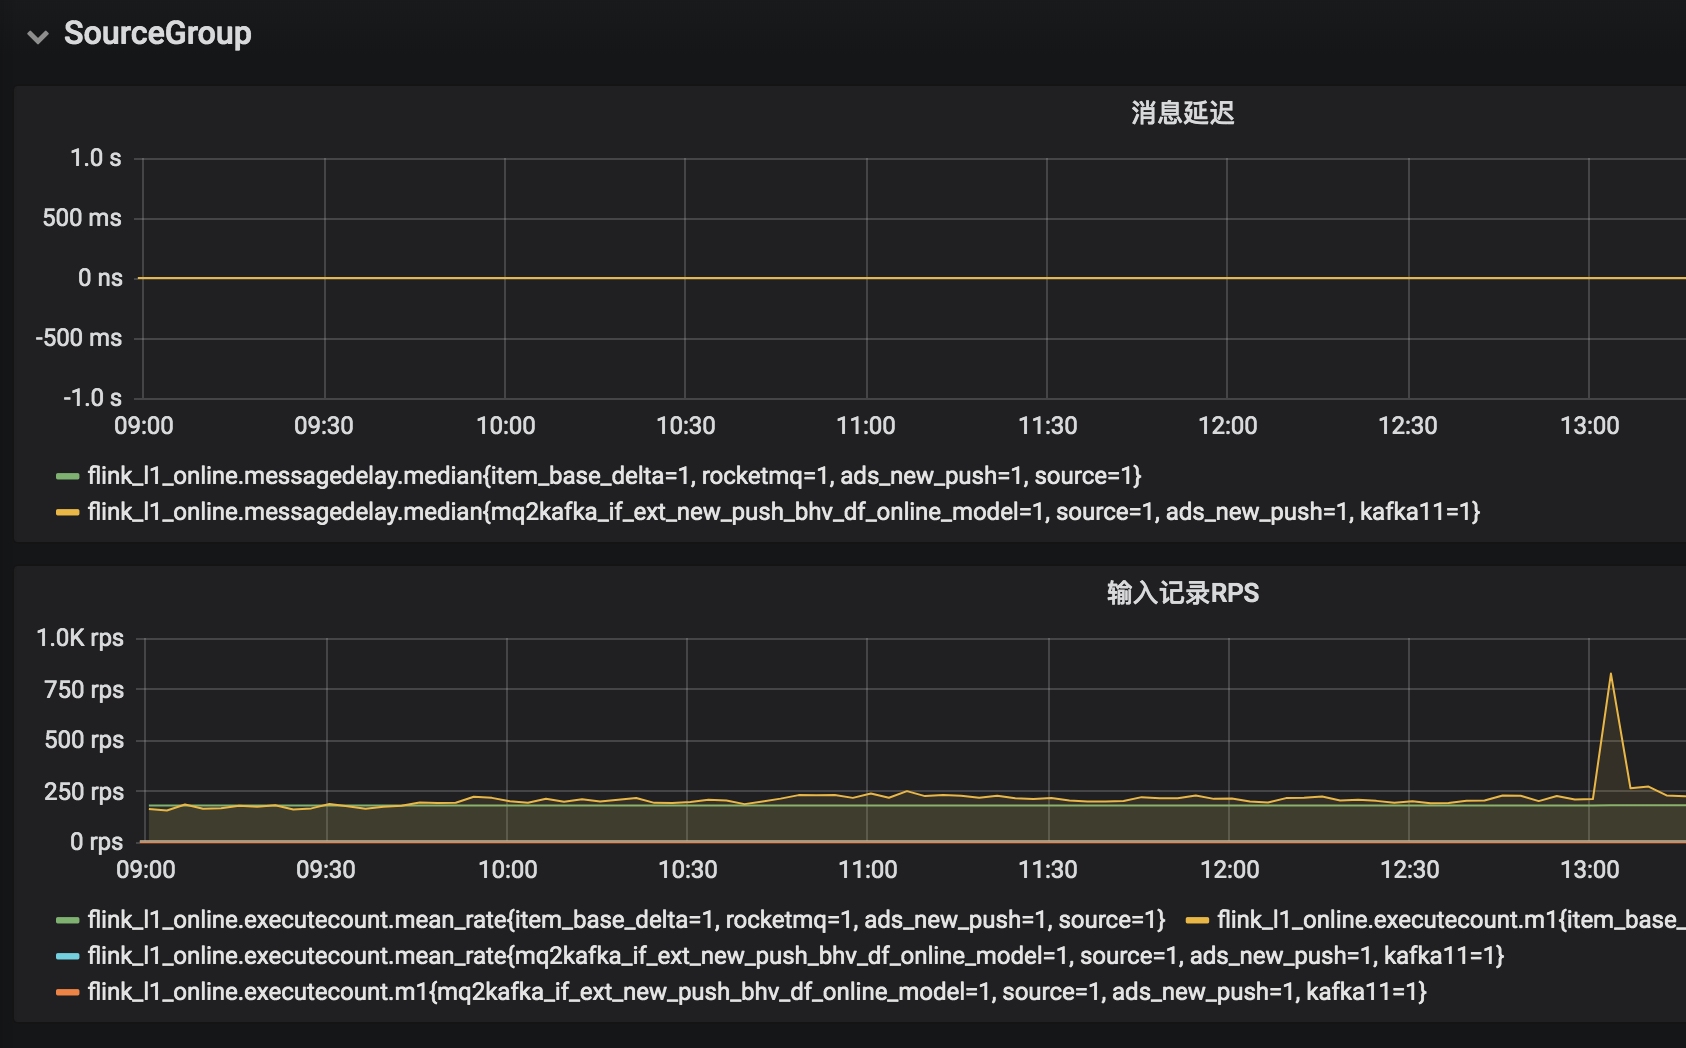 SourceGroup
消息延迟
1.0 s
500 ms
0 ns
-500 ms
-1.0 s
09:00 09:30 10:00 10:30 11:00 11:30 12:00 12:30 13:00
flink_l1_online.messagedelay.median{item_base_delta=1, rocketmq=1, ads_new_push=1, source=1}
flink_l1_online.messagedelay.median{mq2kafka_if_ext_new_push_bhv_df_online_model=1, source=1, ads_new_push=1, kafka11=1}
输入记录RPS
1.0K rps
750 rps
500 rps
250 rps
0 rps
09:00 09:30 10:00 10:30 11:00 11:30 12:00 12:30 13:00
flink_l1_online.executecount.mean_rate{item_base_delta=1, rocketmq=1, ads_new_push=1, source=1} flink_l1_online.executecount.m1{item_base_
flink_l1_online.executecount.mean_rate{mq2kafka_if_ext_new_push_bhv_df_online_model=1, source=1, ads_new_push=1, kafka11=1}
flink_l1_online.executecount.m1{mq2kafka_if_ext_new_push_bhv_df_online_model=1, source=1, ads_new_push=1, kafka11=1}